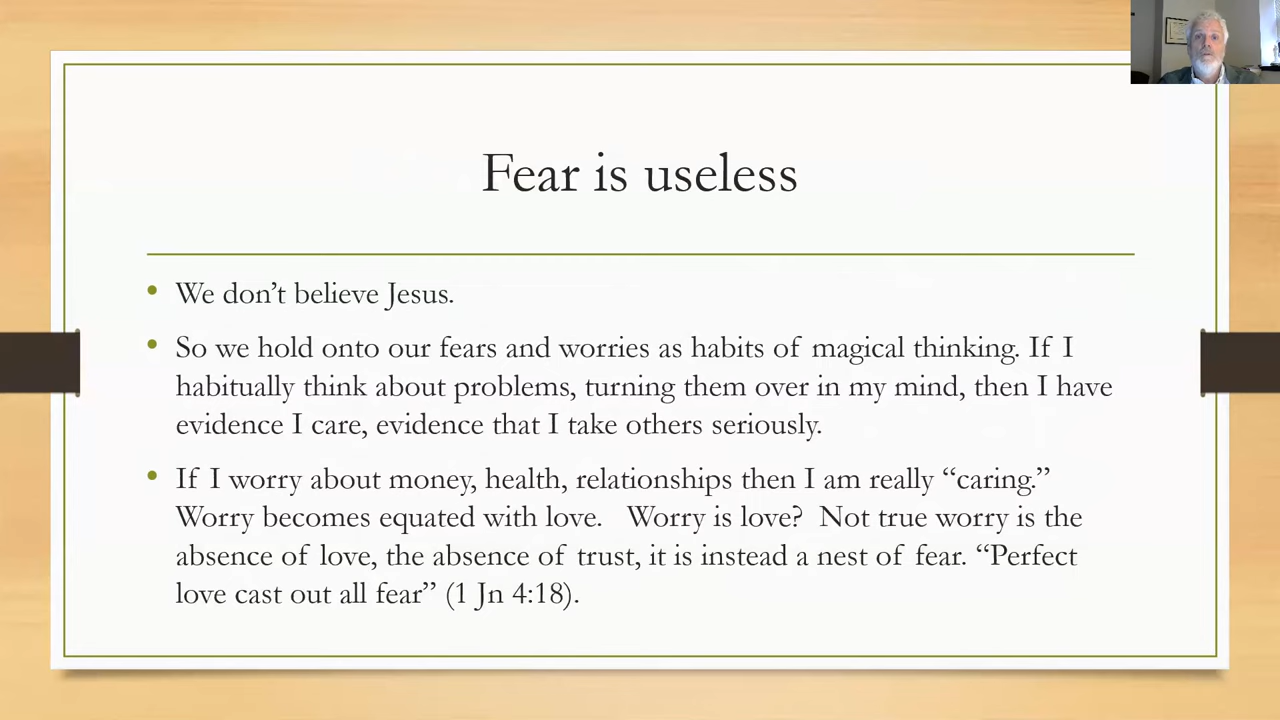 Fear is useless
• We don’t believe Jesus.
• So we hold onto our fears and worries as habits of magical thinking. If I
habitually think about problems, turning them over in my mind, then I have
evidence I care, evidence that I take others seriously.
• If I worry about money, health, relationships then I am really “caring.”
Worry becomes equated with love. Worry is love? Not true worry is the
absence of love, the absence of trust, it is instead a nest of fear. “Perfect
love cast out all fear” (1 Jn 4:18).